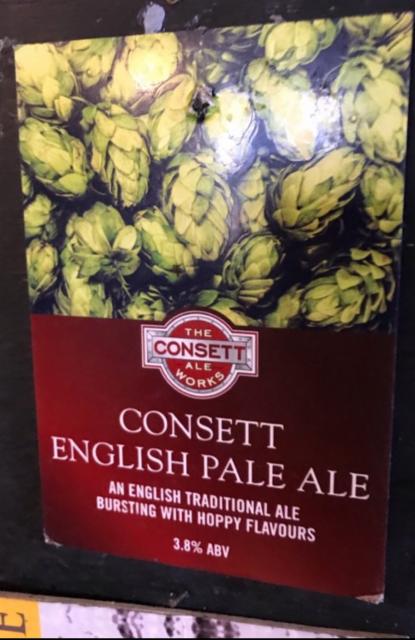 THE
CONSETT
ALE
WORKS
CONSETT
ENGLISH PALE ALE
AN ENGLISH TRADITIONAL ALE
BURSTING WITH HOPPY FLAVOURS
3.8% ABV
E